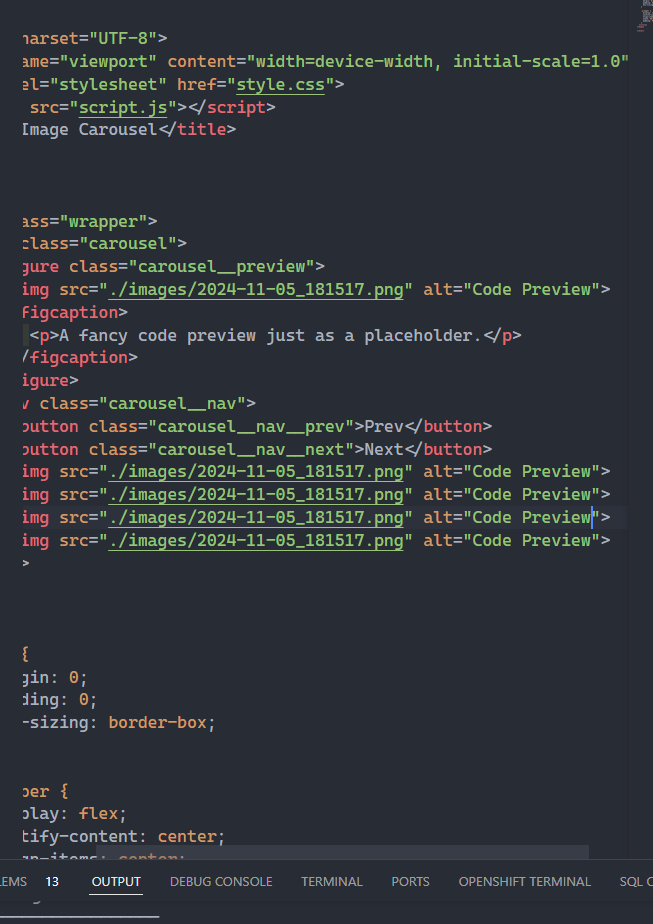 harset="UTF-8">
ame="viewport" content="width=device-width, initial-scale=1.0"
el="stylesheet" href="style.css">
src="script.js"></script>
Image Carousel</title>
ass="wrapper">
class="carousel">
gure class="carousel__preview">
img src="./images/2024-11-05_181517.png" alt="Code Preview">
figcaption>
<p>A fancy code preview just as a placeholder.</p>
/figcaption>
igure>
v class="carousel__nav">
button class="carousel__nav__prev">Prev</button>
button class="carousel__nav__next">Next</button>
img src="./images/2024-11-05_181517.png" alt="Code Preview">
img src="./images/2024-11-05_181517.png" alt="Code Preview">
img src="./images/2024-11-05_181517.png" alt="Code Preview">
img src="./images/2024-11-05_181517.png" alt="Code Preview">
>
{
gin: 0;
ding: 0;
-sizing: border-box;
per {
play: flex;
tify-content: center;
gn-items: center;
LEMS 13 OUTPUT DEBUG CONSOLE TERMINAL PORTS OPENSHIFT TERMINAL SQL C